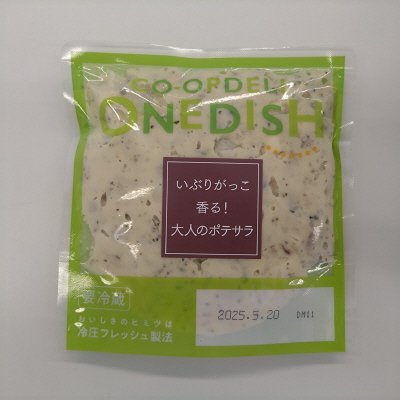 CO-OP DELI
ONEDISH
いぶりがっこ
香る!
大人のポテサラ
要冷蔵
おいしさのヒミツは
冷圧フレッシュ製法
2025.5.20 DM11